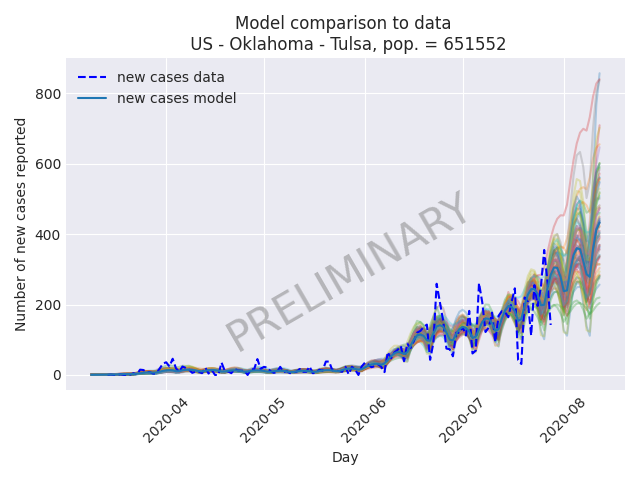 Model comparison to data
US - Oklahoma - Tulsa, pop. = 651552
new cases data
new cases model
PRELIMINARY
Number of new cases reported
800
600
400
200
0
2020-04
2020-05
2020-06
2020-07
2020-08
Day